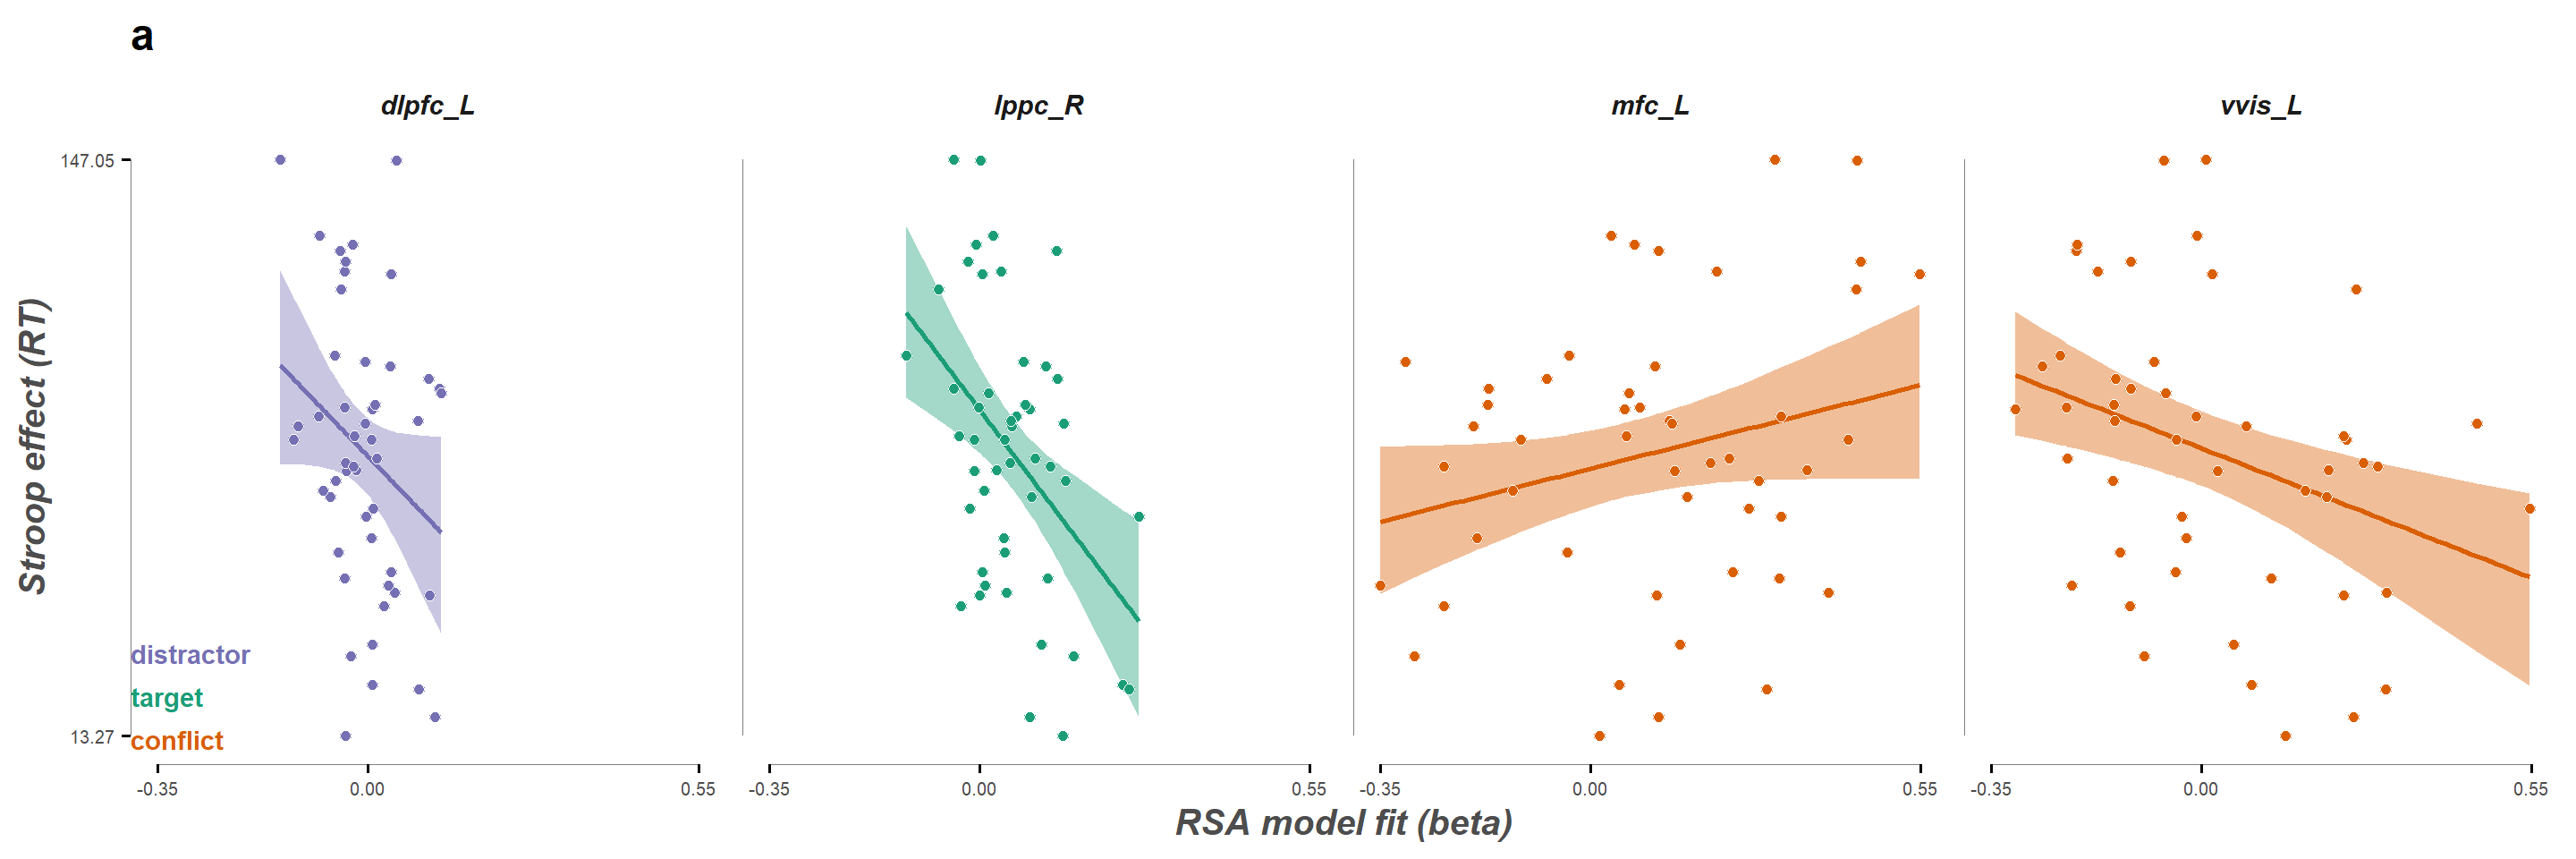 a
dlpfc_L lppc_R mfc_L vvis_L
147.05
Stroop effect (RT)
distractor
target
conflict
13.27
-0.35 0.00 0.55 -0.35 0.00 0.55 -0.35 0.00 0.55 -0.35 0.00 0.55
RSA model fit (beta)